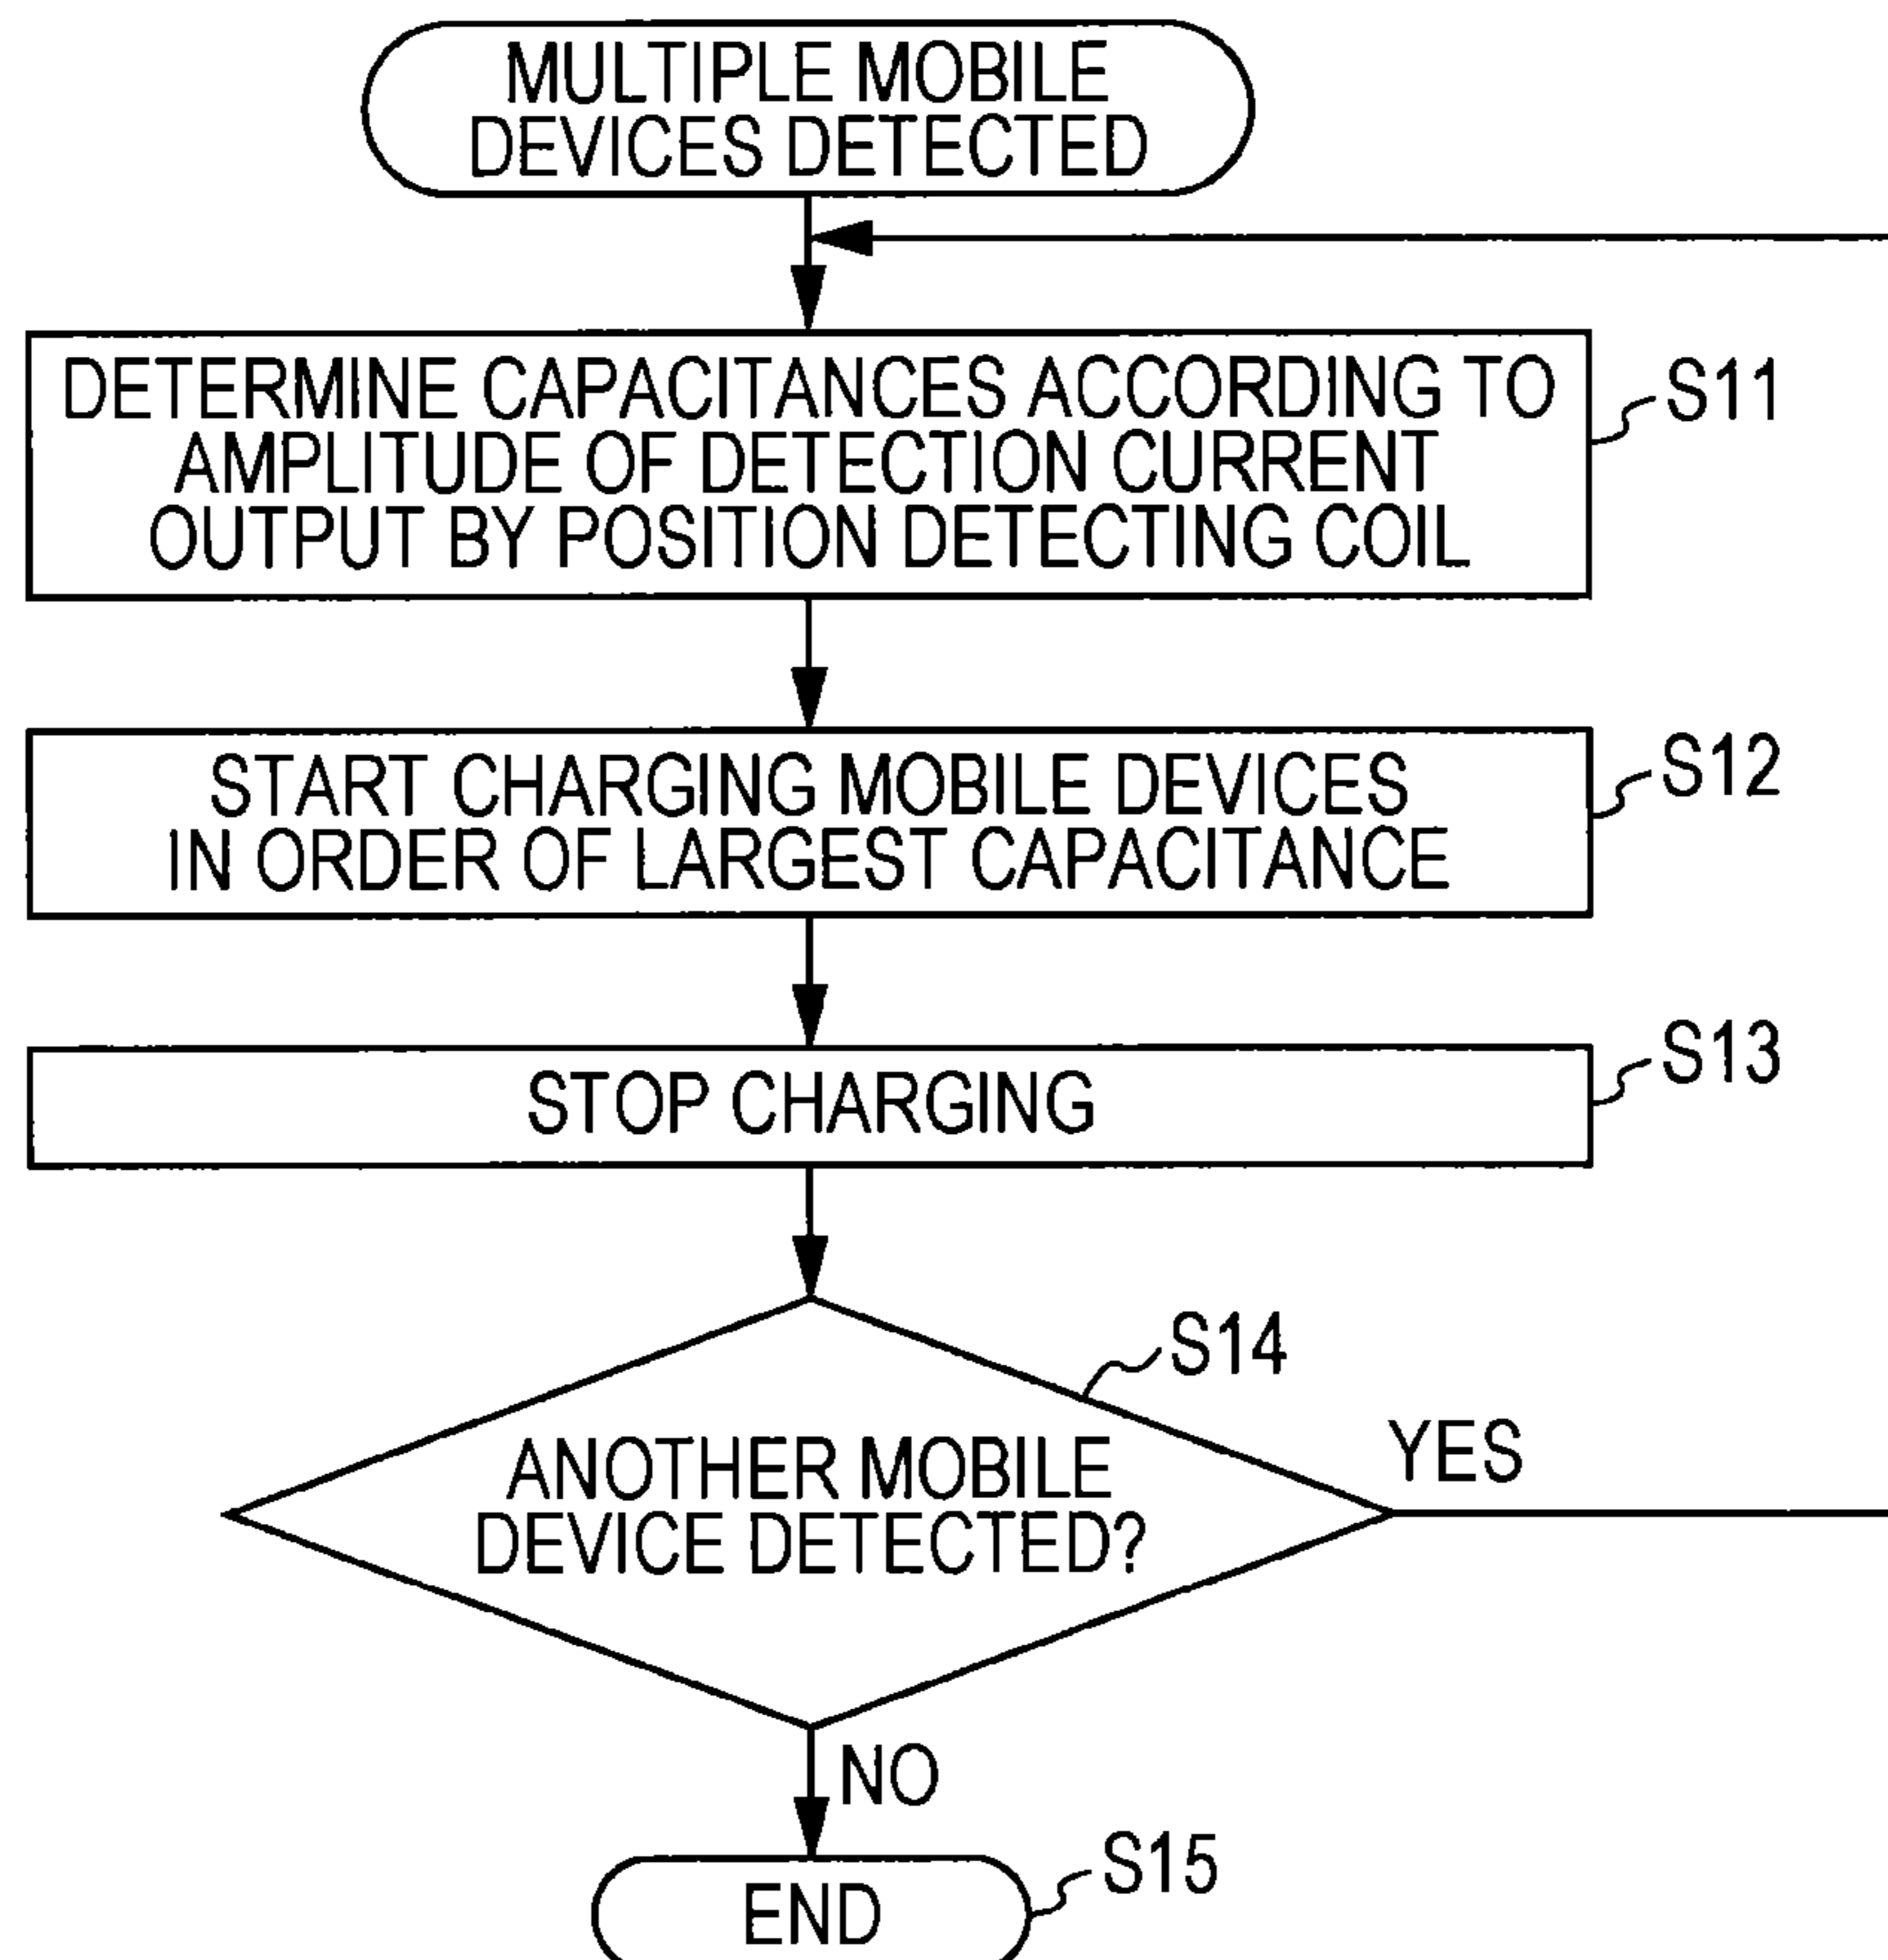 MULTIPLE MOBILE
DEVICES DETECTED
DETERMINE CAPACITANCES ACCORDING TO
AMPLITUDE OF DETECTION CURRENT
OUTPUT BY POSITION DETECTING COIL
S11
START CHARGING MOBILE DEVICES
IN ORDER OF LARGEST CAPACITANCE
S12
STOP CHARGING
S13
S14
ANOTHER MOBILE
DEVICE DETECTED?
YES
NO
END
S15